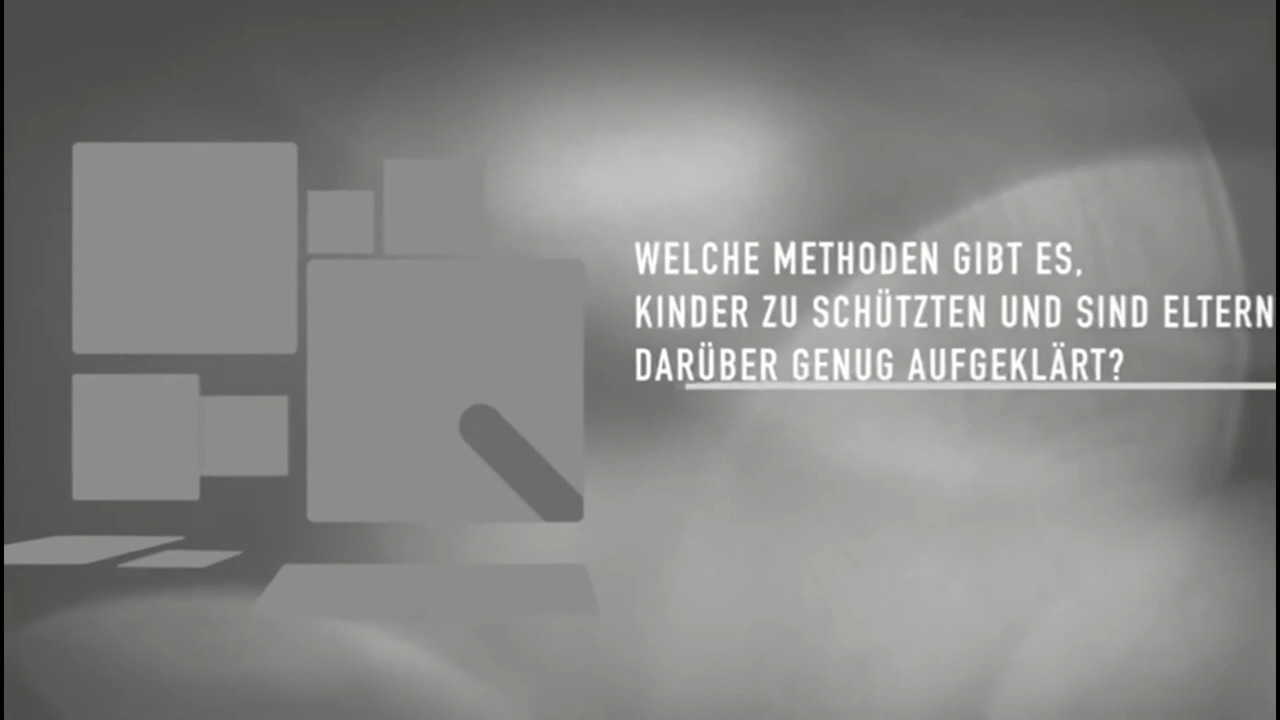 WELCHE METHODEN GIBT ES,
KINDER ZU SCHÜTZTEN UND SIND ELTERN
DARÜBER GENUG AUFGEKLÄRT?